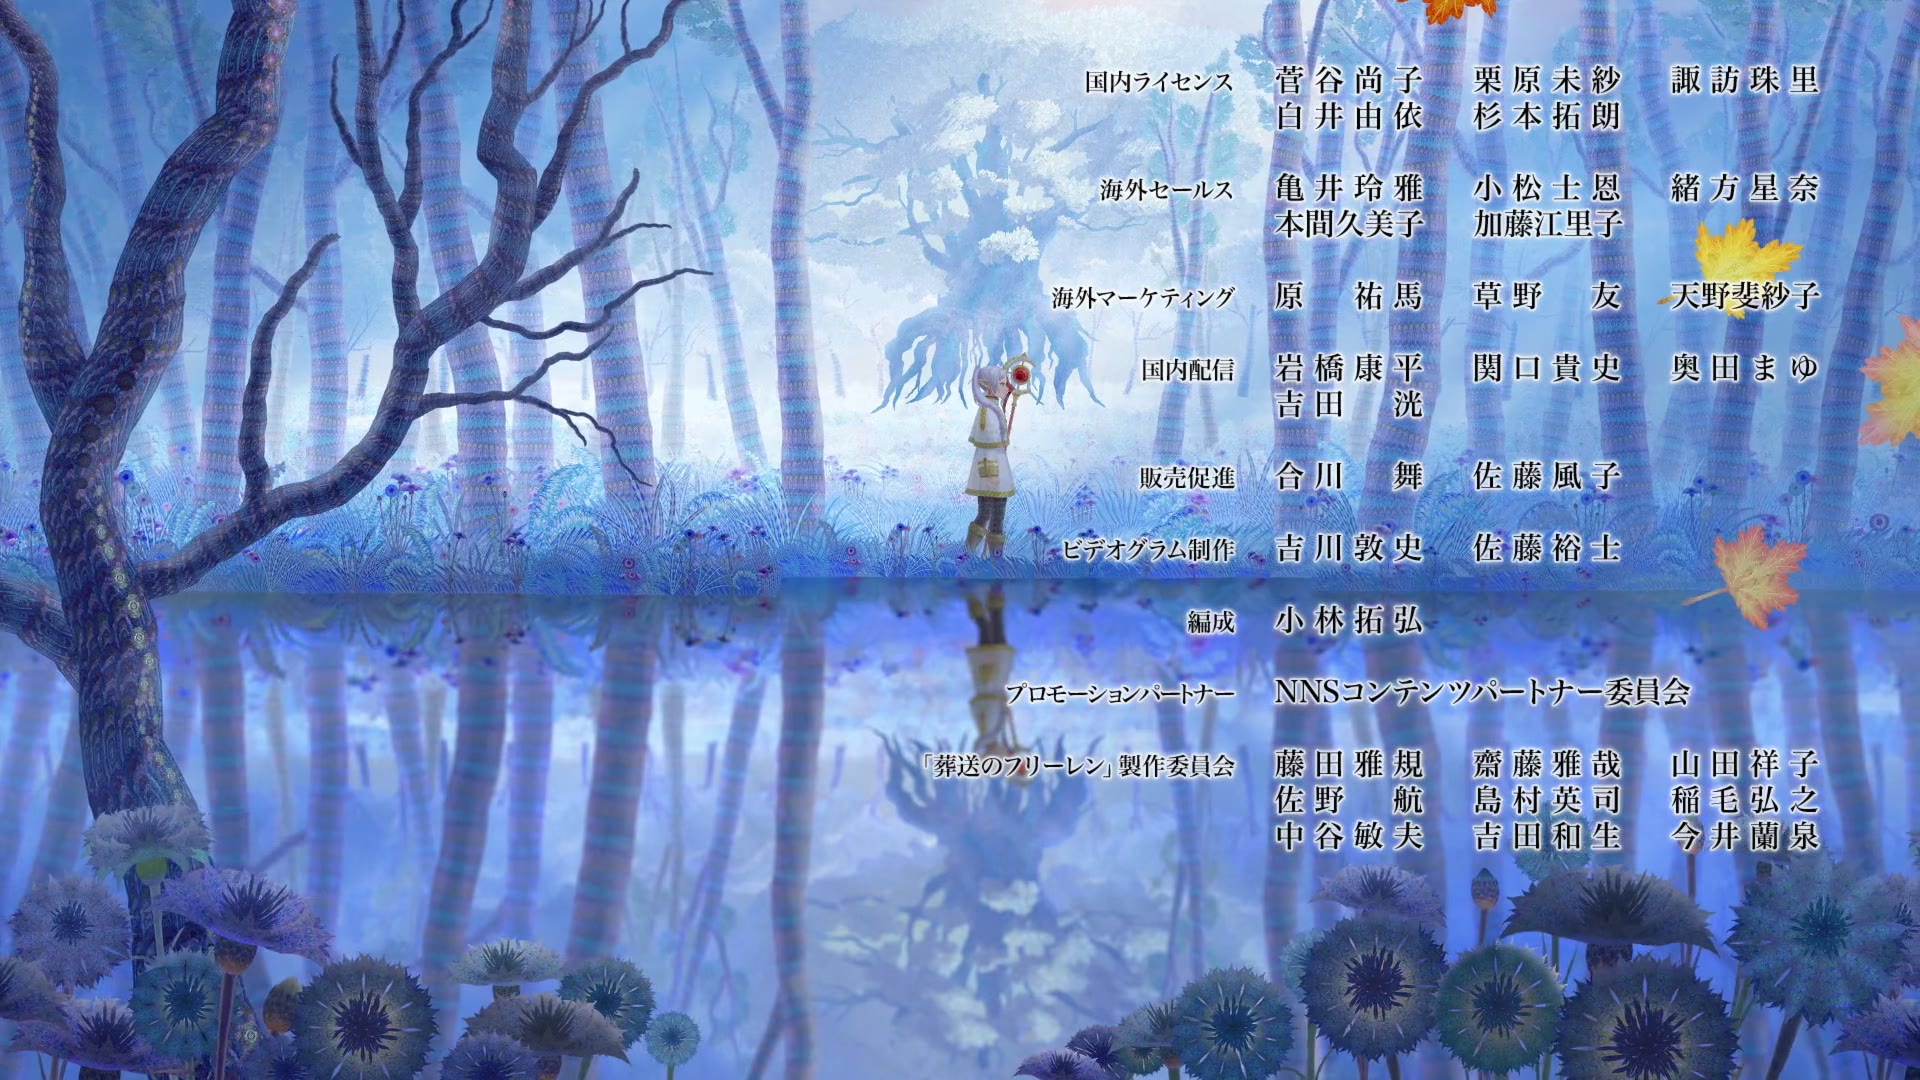 国内ライセンス 菅谷尚子 栗原未紗 諏訪珠里
白井由依 杉本拓朗
海外セールス 亀井玲雅 小松士恩 緒方星奈
本間久美子 加藤江里子
海外マーケティング 原祐馬 草野友 天野斐紗子
国内配信 岩橋康平 関口貴史 奥田まゆ
吉田洸
販売促進 合川舞 佐藤風子
ビデオグラム制作 吉川敦史 佐藤裕士
編成 小林拓弘
プロモーションパートナー NNSコンテンツパートナー委員会
「葬送のフリーレン」製作委員会 藤田雅規 齋藤雅哉 山田祥子
佐野航 島村英司 稲毛弘之
中谷敏夫 吉田和生 今井蘭泉